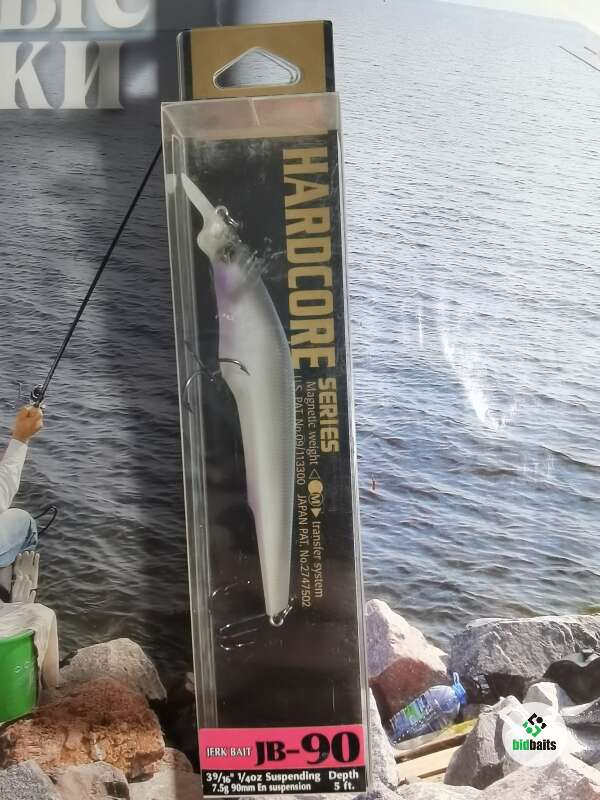 ЫС
КИ
HARDCORE
SERIES
Magnetic weight M transfer system
U.S. PAT. No.09/113300 JAPAN PAT. No.2747502
JERK BAIT JB-90
3 9/16" 1/4oz Suspending Depth
7.5g 90mm En suspension 5 ft.
bidbaits